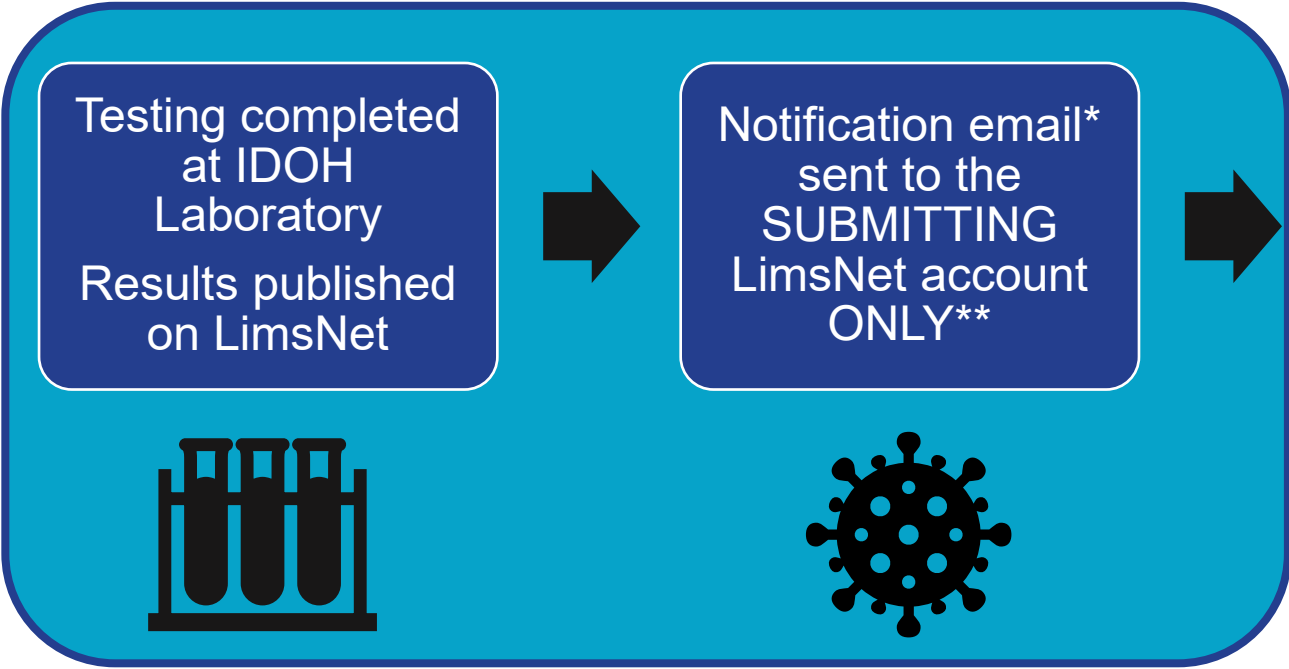 Testing completed
at IDOH
Laboratory
Results published
on LimsNet
Notification email*
sent to the
SUBMITTING
LimsNet account
ONLY**